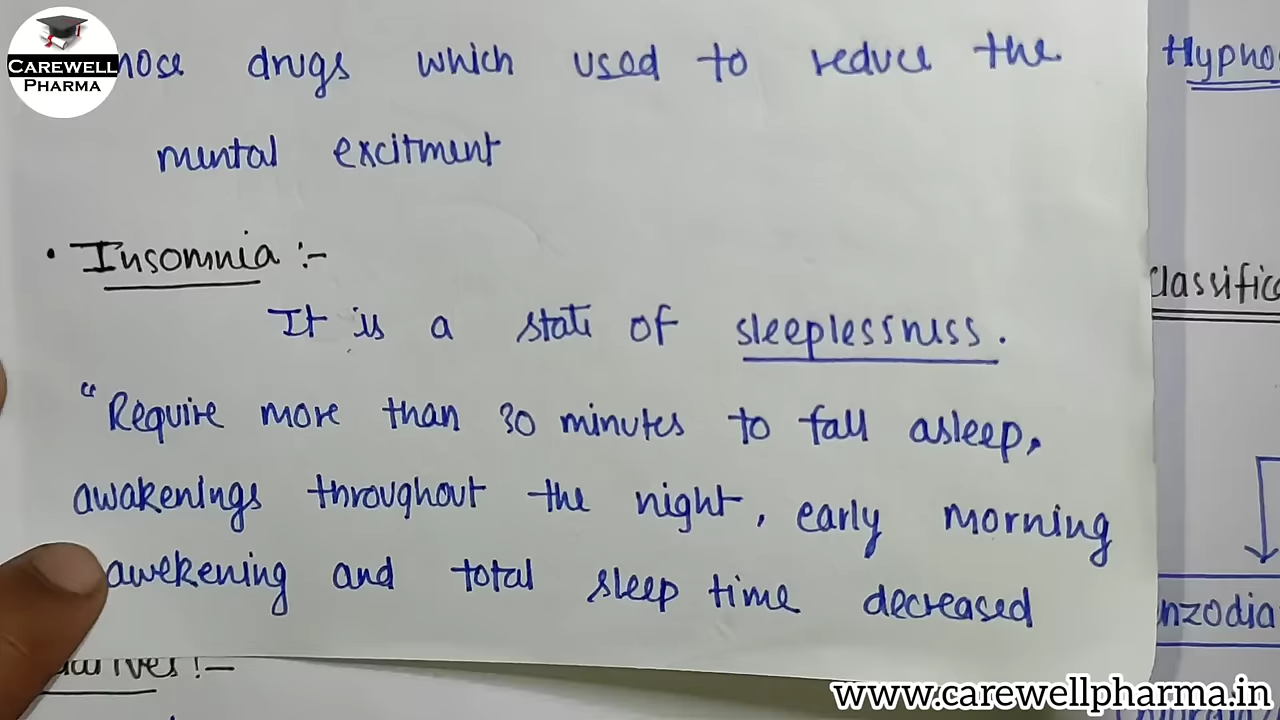 CAREWELL
PHARMA
drugs which used to reduce the
mental excitment
• Insomnia :-
It is a state of sleeplessness.
"Require more than 30 minutes to fall asleep,
awakenings throughout the night, early morning
awekening and total sleep time decreased
Hypno
Classifica
nzodia
www.carewellpharma.in